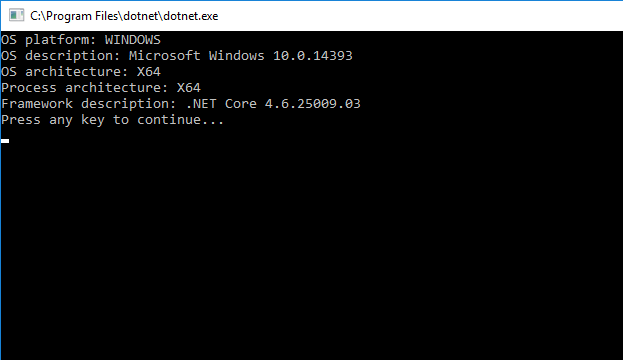 C:\Program Files\dotnet\dotnet.exe
OS platform: WINDOWS
OS description: Microsoft Windows 10.0.14393
OS architecture: X64
Process architecture: X64
Framework description: .NET Core 4.6.25009.03
Press any key to continue...